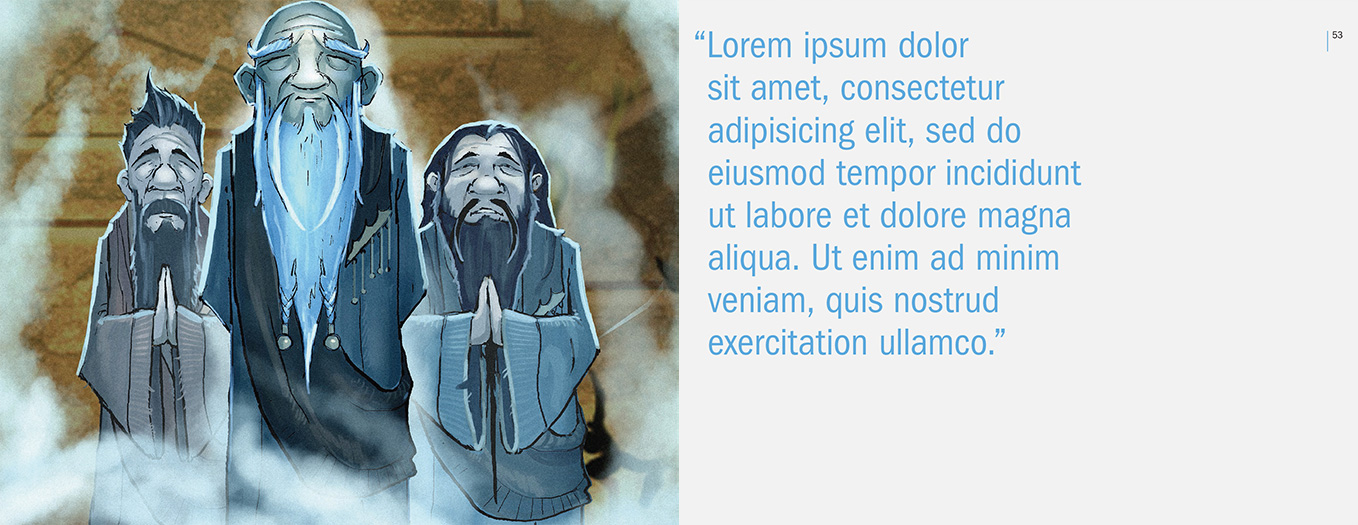 “Lorem ipsum dolor
sit amet, consectetur
adipisicing elit, sed do
eiusmod tempor incididunt
ut labore et dolore magna
aliqua. Ut enim ad minim
veniam, quis nostrud
exercitation ullamco.”
53